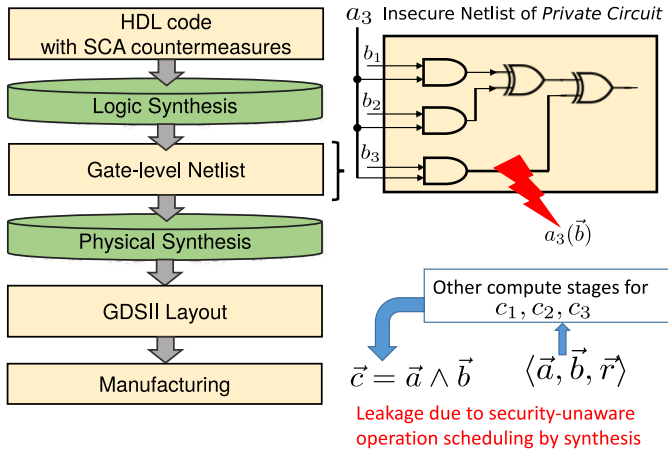 HDL code
with SCA countermeasures
Logic Synthesis
Gate-level Netlist
Physical Synthesis
GDSII Layout
Manufacturing
a₃ Insecure Netlist of Private Circuit
b₁
b₂
b₃
a₃(b⃗)
Other compute stages for
c₁, c₂, c₃
c⃗ = a⃗ ∧ b⃗
⟨a⃗, b⃗, r⃗⟩
Leakage due to security-unaware
operation scheduling by synthesis